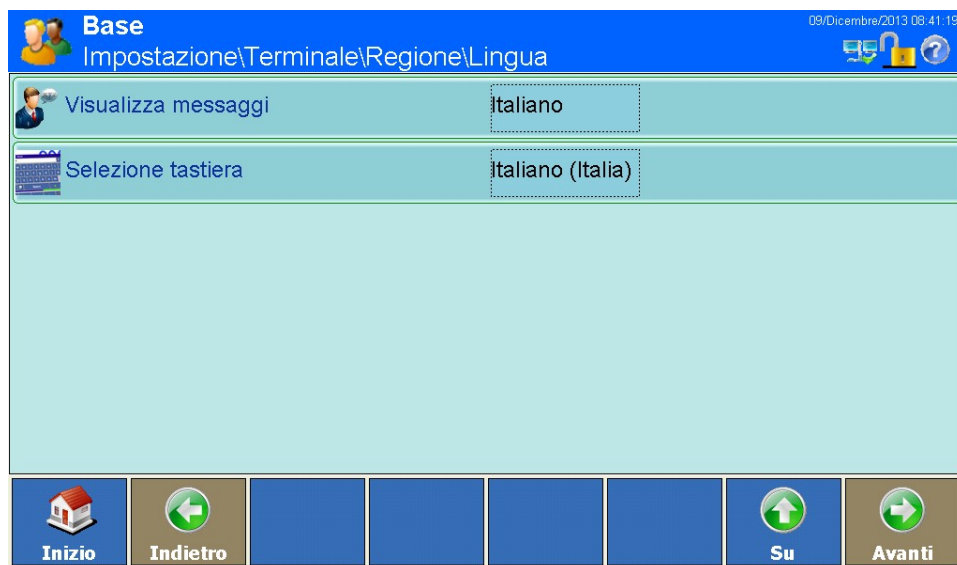 Base
09/Dicembre/2013 08:41:19
Impostazione\Terminale\Regione\Lingua
Visualizza messaggi Italiano
Selezione tastiera Italiano (Italia)
Inizio Indietro Su Avanti